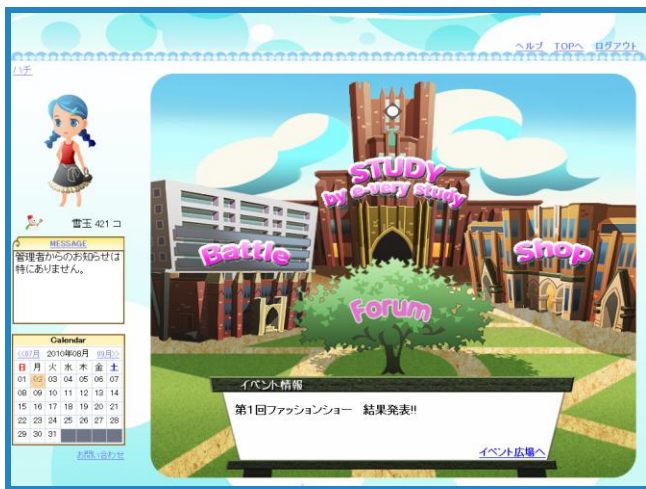 ヘルプ TOPへ ログアウト
ハチ
STUDY
by e-very study
Battle
Shop
Forum
雪玉 421 コ
MESSAGE
管理者からのお知らせは
特にありません。
Calendar
<<07月 2010年08月 09月>>
日 月 火 水 木 金 土
01 02 03 04 05 06 07
08 09 10 11 12 13 14
15 16 17 18 19 20 21
22 23 24 25 26 27 28
29 30 31
お問い合わせ
イベント情報
第1回ファッションショー 結果発表!!
イベント広場へ